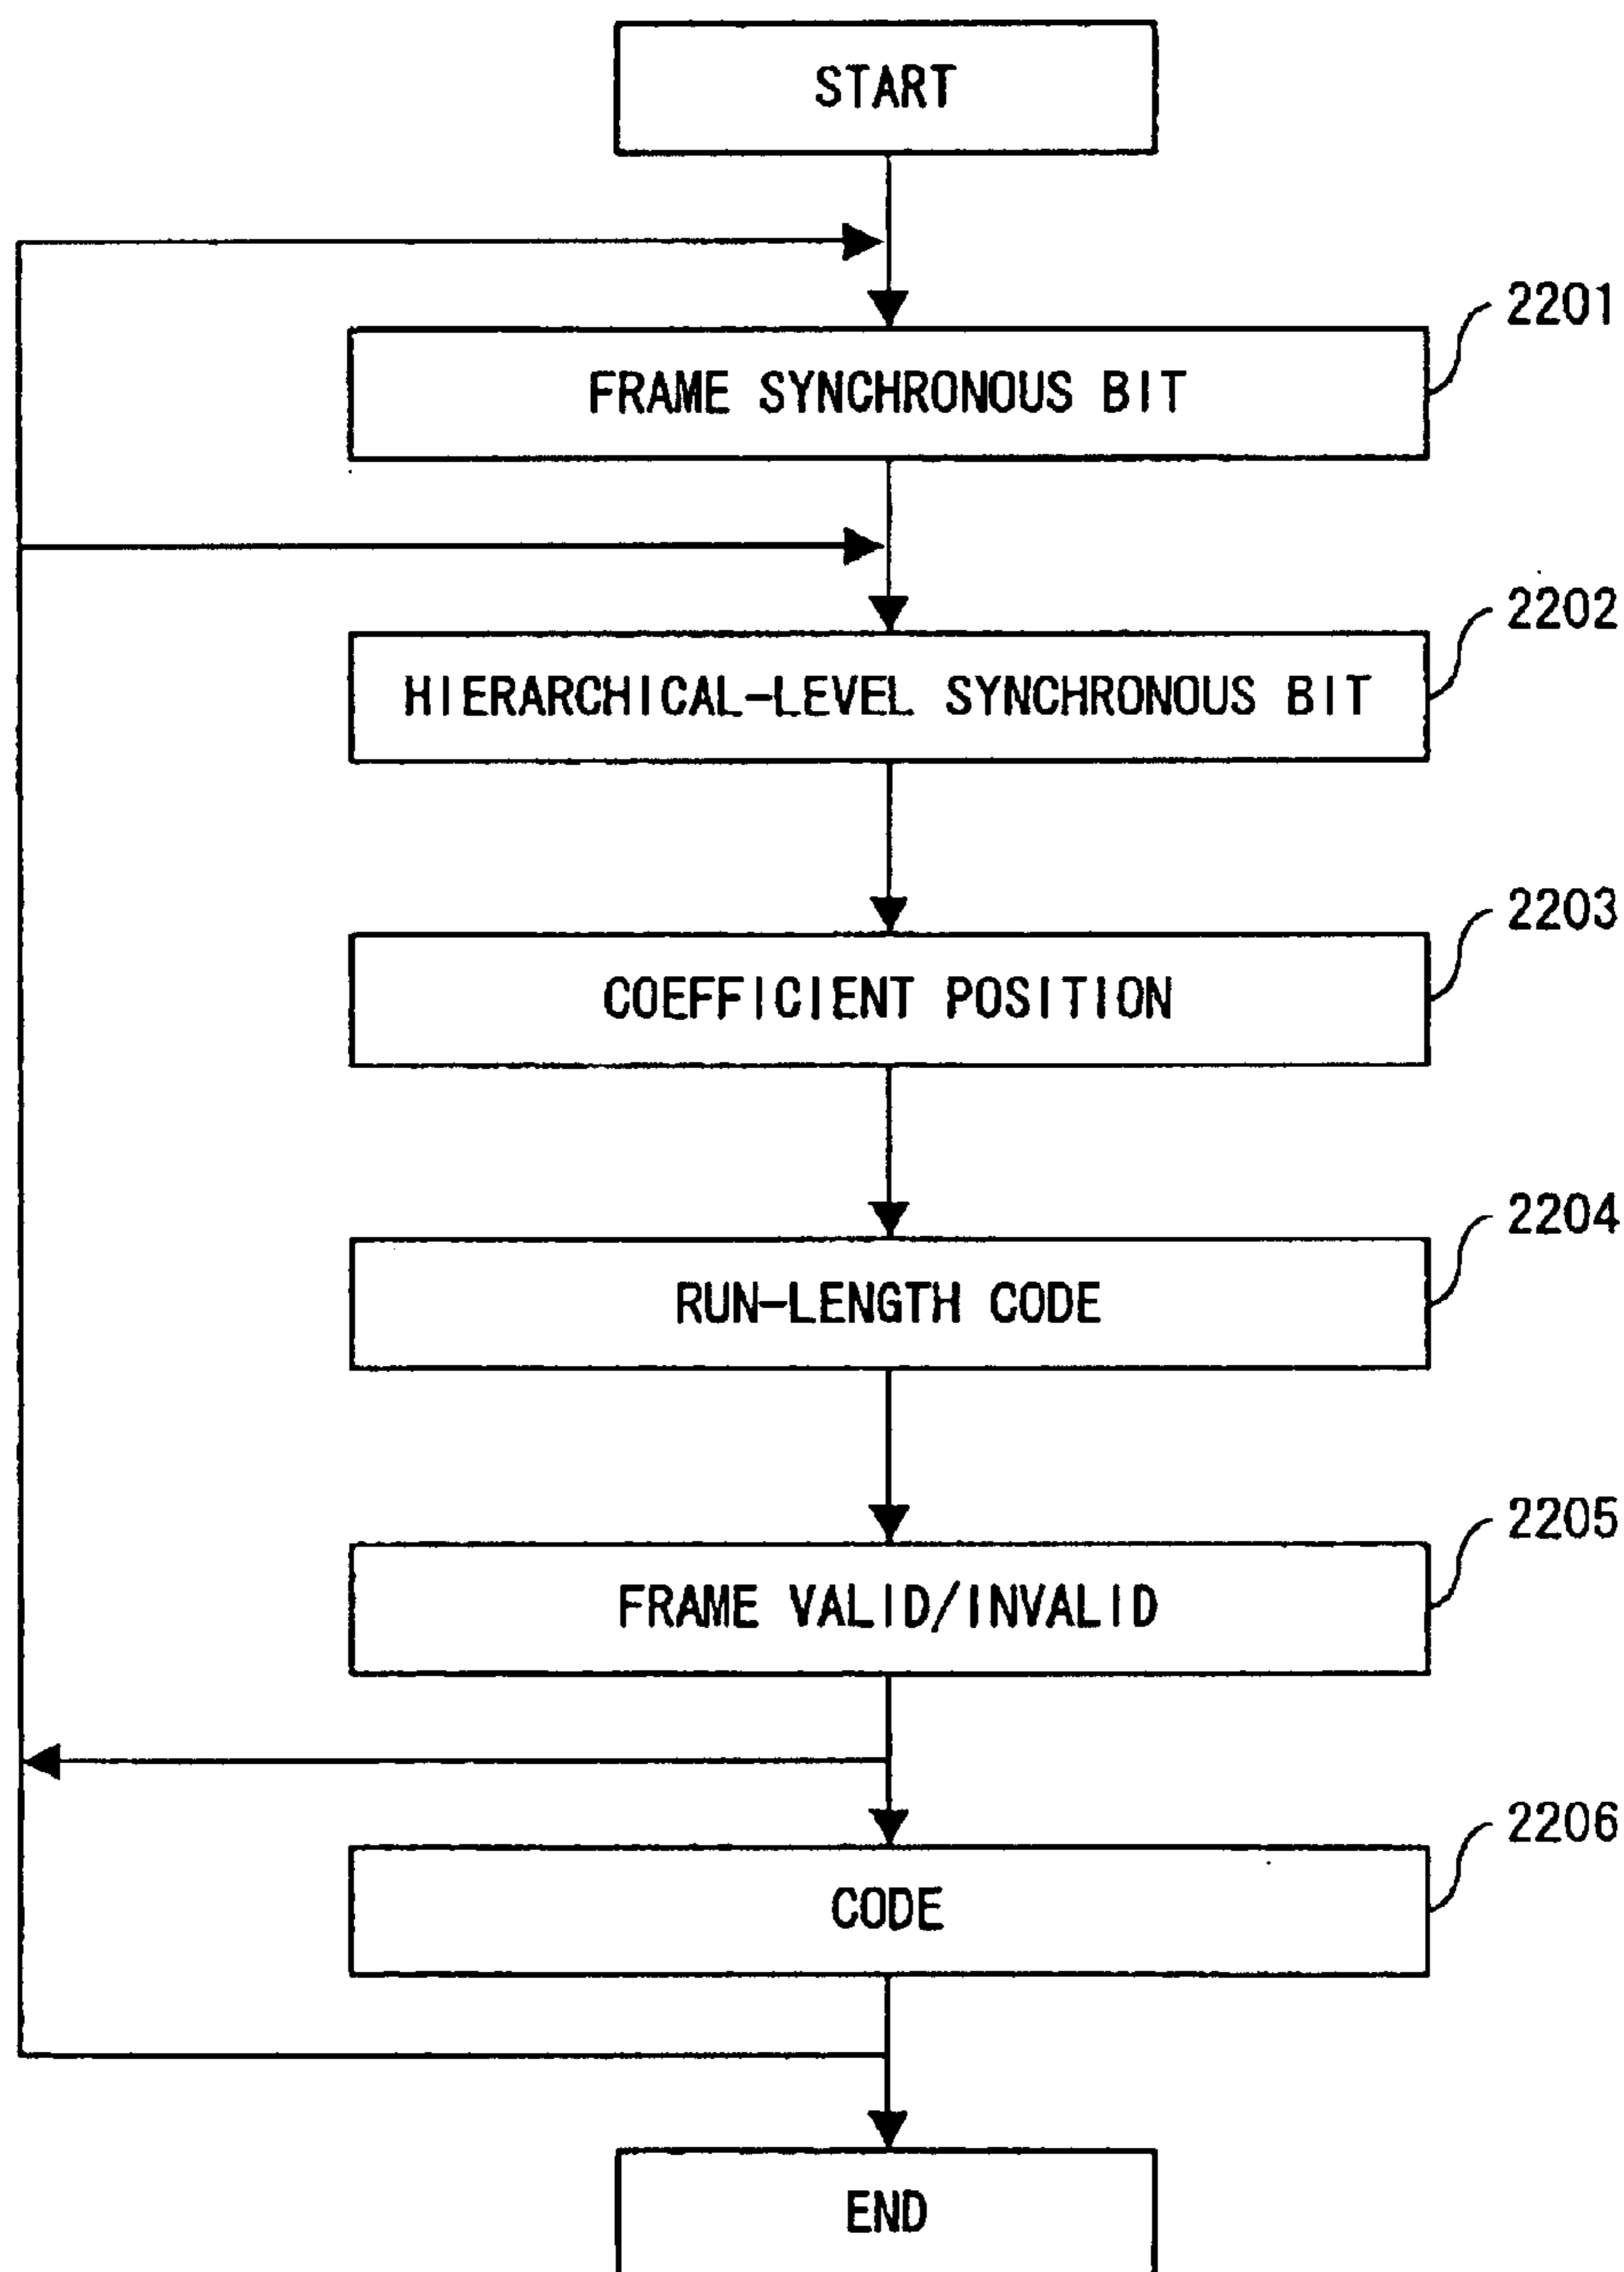 START
2201
FRAME SYNCHRONOUS BIT
2202
HIERARCHICAL-LEVEL SYNCHRONOUS BIT
2203
COEFFICIENT POSITION
2204
RUN-LENGTH CODE
2205
FRAME VALID/INVALID
2206
CODE
END